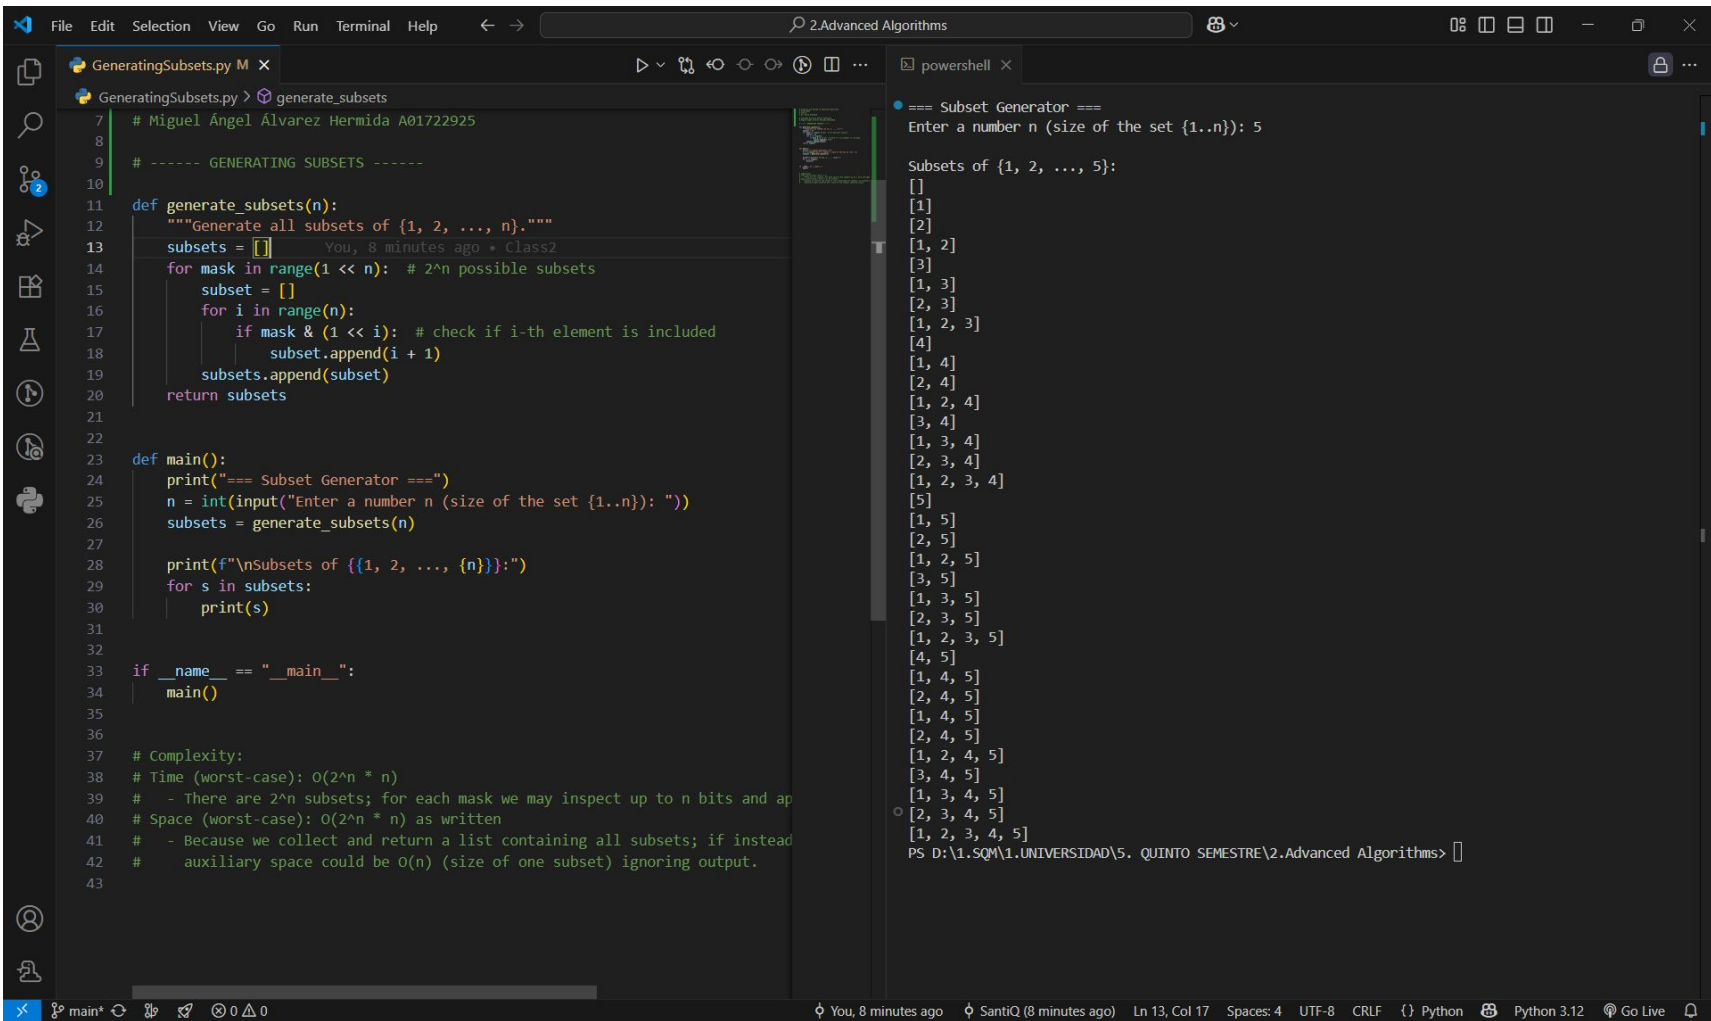 File Edit Selection View Go Run Terminal Help
2.Advanced Algorithms
GeneratingSubsets.py M
GeneratingSubsets.py > generate_subsets
7 # Miguel Ángel Álvarez Hermida A01722925
8
9 # ------ GENERATING SUBSETS ------
10
11 def generate_subsets(n):
12 """Generate all subsets of {1, 2, ..., n}."""
13 subsets = [] You, 8 minutes ago • Class2
14 for mask in range(1 << n): # 2^n possible subsets
15 subset = []
16 for i in range(n):
17 if mask & (1 << i): # check if i-th element is included
18 subset.append(i + 1)
19 subsets.append(subset)
20 return subsets
21
22
23 def main():
24 print("=== Subset Generator ===")
25 n = int(input("Enter a number n (size of the set {1..n}): "))
26 subsets = generate_subsets(n)
27
28 print(f"\nSubsets of {{1, 2, ..., {n}}}:")
29 for s in subsets:
30 print(s)
31
32
33 if __name__ == "__main__":
34 main()
35
36
37 # Complexity:
38 # Time (worst-case): O(2^n * n)
39 # - There are 2^n subsets; for each mask we may inspect up to n bits and ap
40 # Space (worst-case): O(2^n * n) as written
41 # - Because we collect and return a list containing all subsets; if instead
42 # auxiliary space could be O(n) (size of one subset) ignoring output.
43
powershell
=== Subset Generator ===
Enter a number n (size of the set {1..n}): 5
Subsets of {1, 2, ..., 5}:
[]
[1]
[2]
[1, 2]
[3]
[1, 3]
[2, 3]
[1, 2, 3]
[4]
[1, 4]
[2, 4]
[1, 2, 4]
[3, 4]
[1, 3, 4]
[2, 3, 4]
[1, 2, 3, 4]
[5]
[1, 5]
[2, 5]
[1, 2, 5]
[3, 5]
[1, 3, 5]
[2, 3, 5]
[1, 2, 3, 5]
[4, 5]
[1, 4, 5]
[2, 4, 5]
[1, 4, 5]
[2, 4, 5]
[1, 2, 4, 5]
[3, 4, 5]
[1, 3, 4, 5]
[2, 3, 4, 5]
[1, 2, 3, 4, 5]
PS D:\1.SQM\1.UNIVERSIDAD\5. QUINTO SEMESTRE\2.Advanced Algorithms>
2
main* 0 0 You, 8 minutes ago SantiQ (8 minutes ago) Ln 13, Col 17 Spaces: 4 UTF-8 CRLF {} Python Python 3.12 Go Live